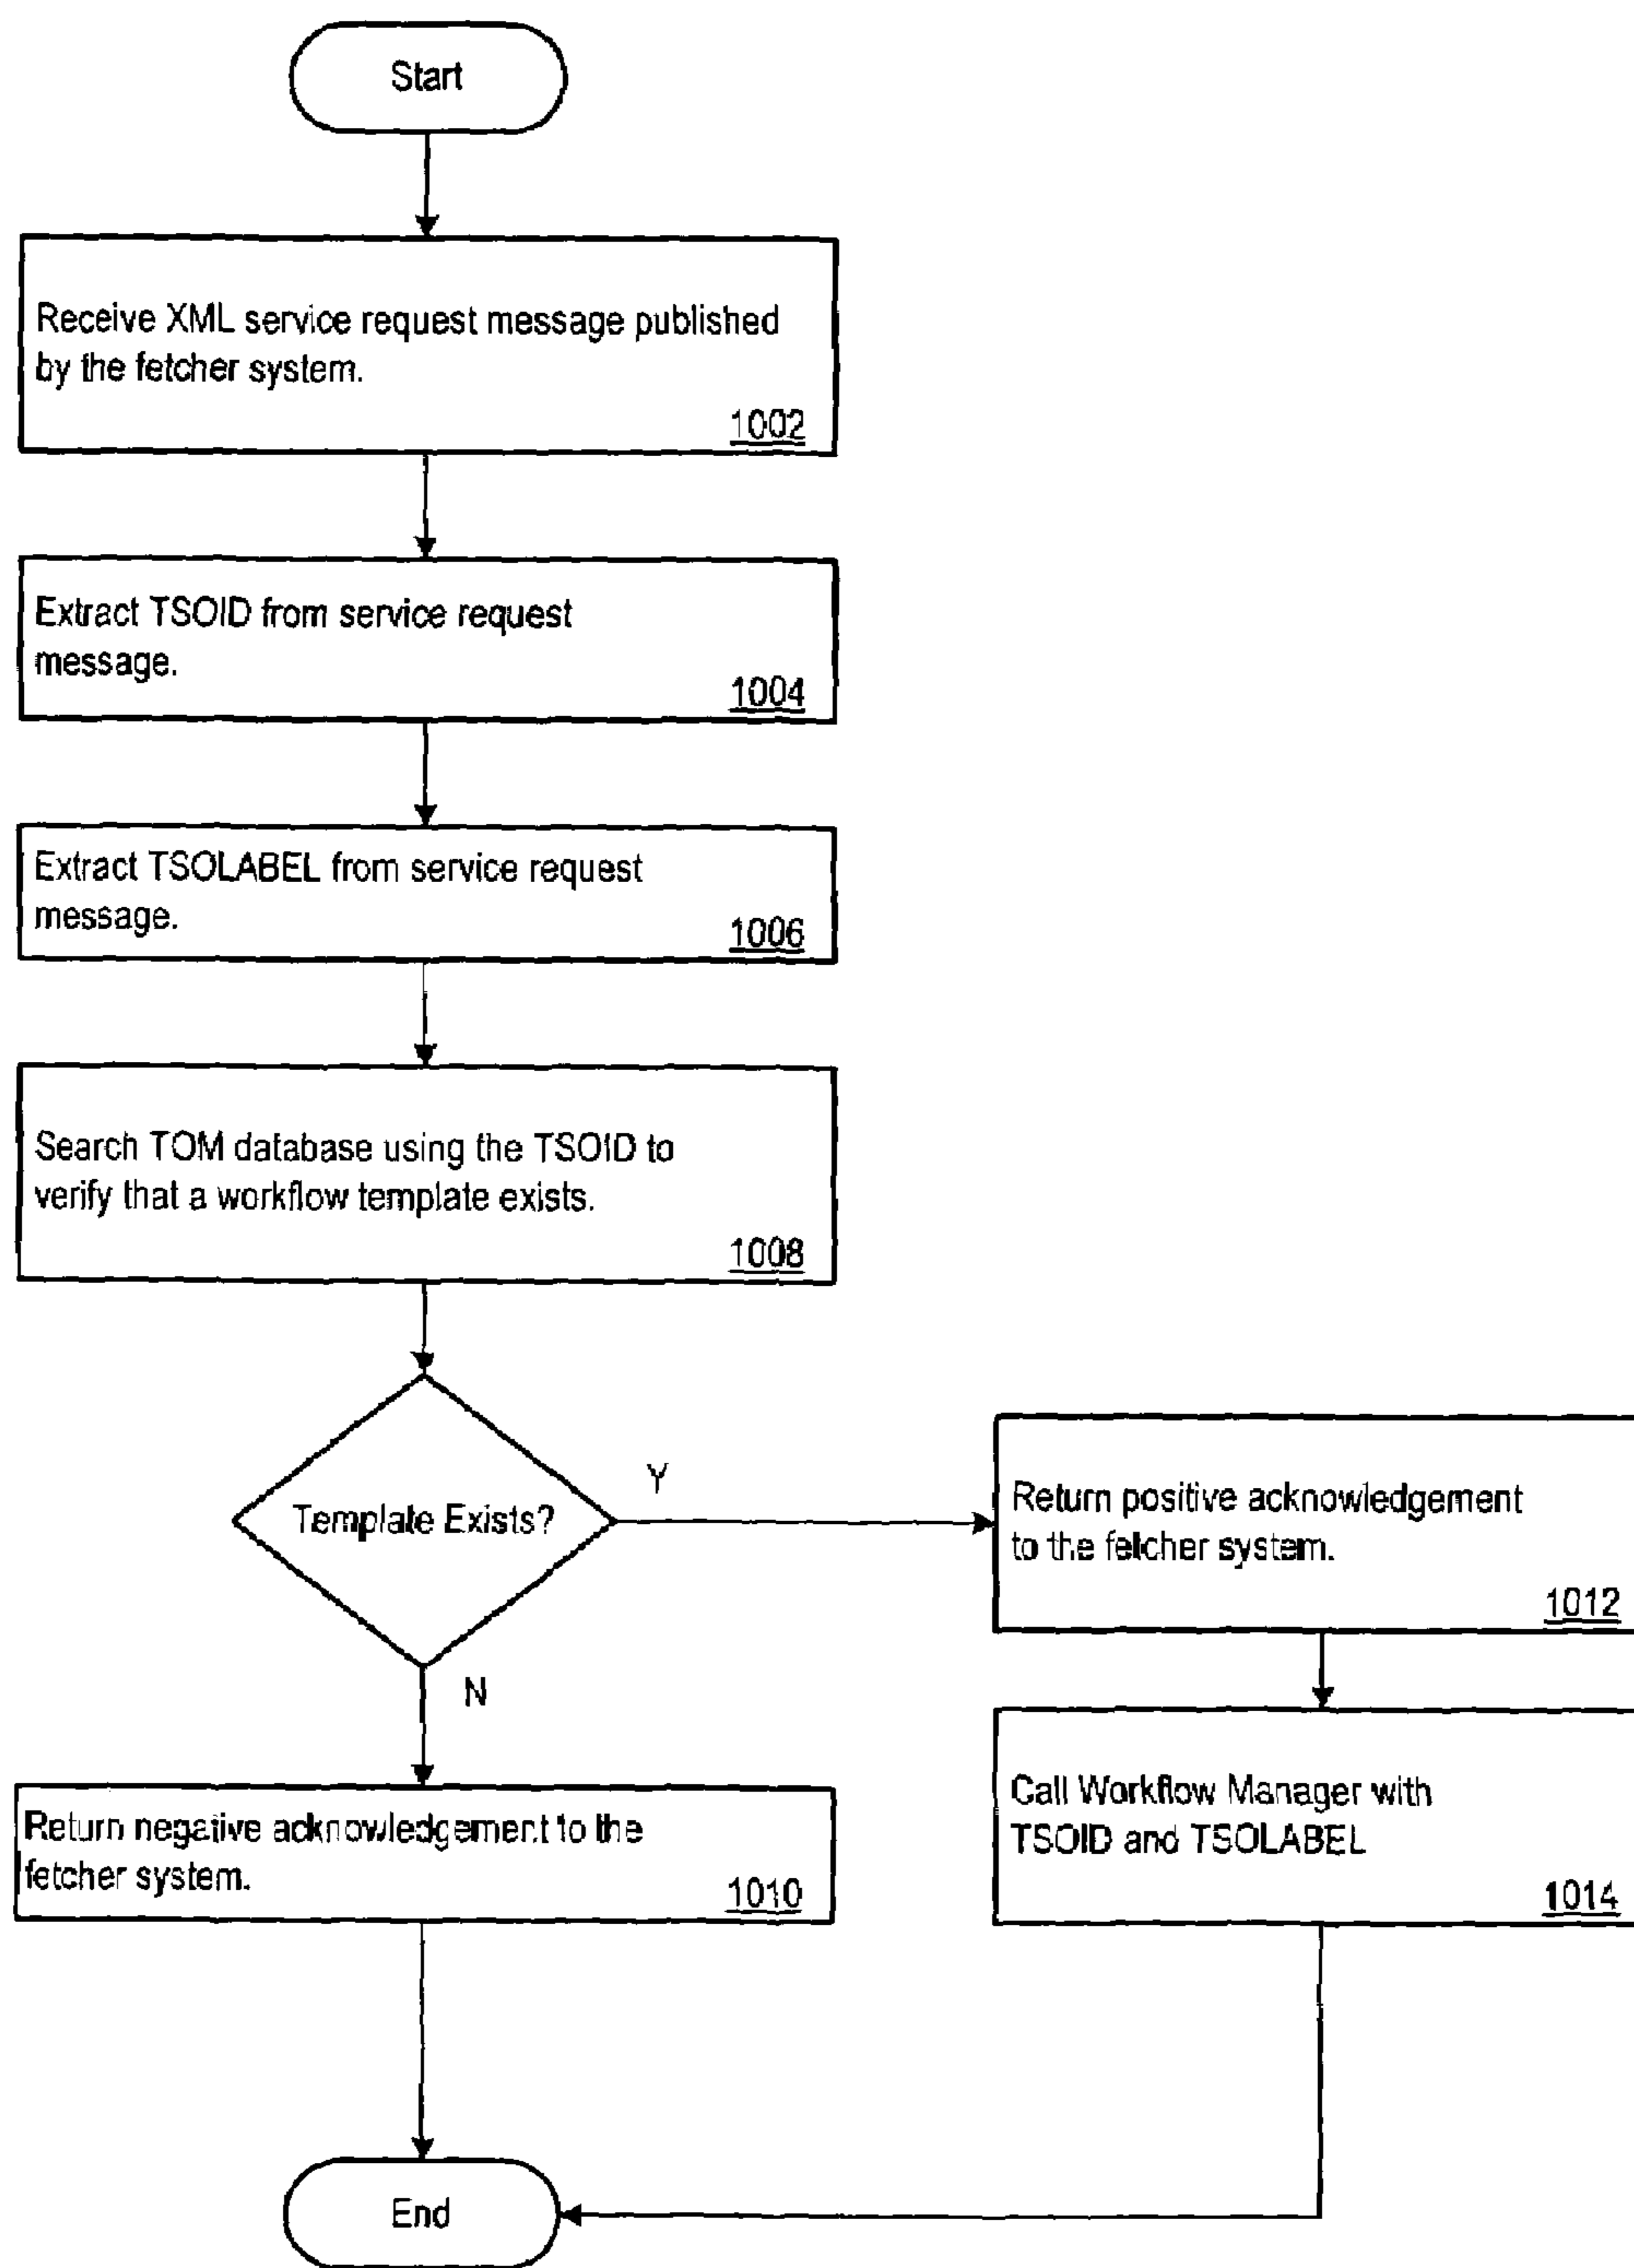 Start
Receive XML service request message published
by the fetcher system.
1002
Extract TSOID from service request
message.
1004
Extract TSOLABEL from service request
message.
1006
Search TOM database using the TSOID to
verify that a workflow template exists.
1008
Template Exists?
Y
N
Return positive acknowledgement
to the fetcher system.
1012
Call Workflow Manager with
TSOID and TSOLABEL
1014
Return negative acknowledgement to the
fetcher system.
1010
End